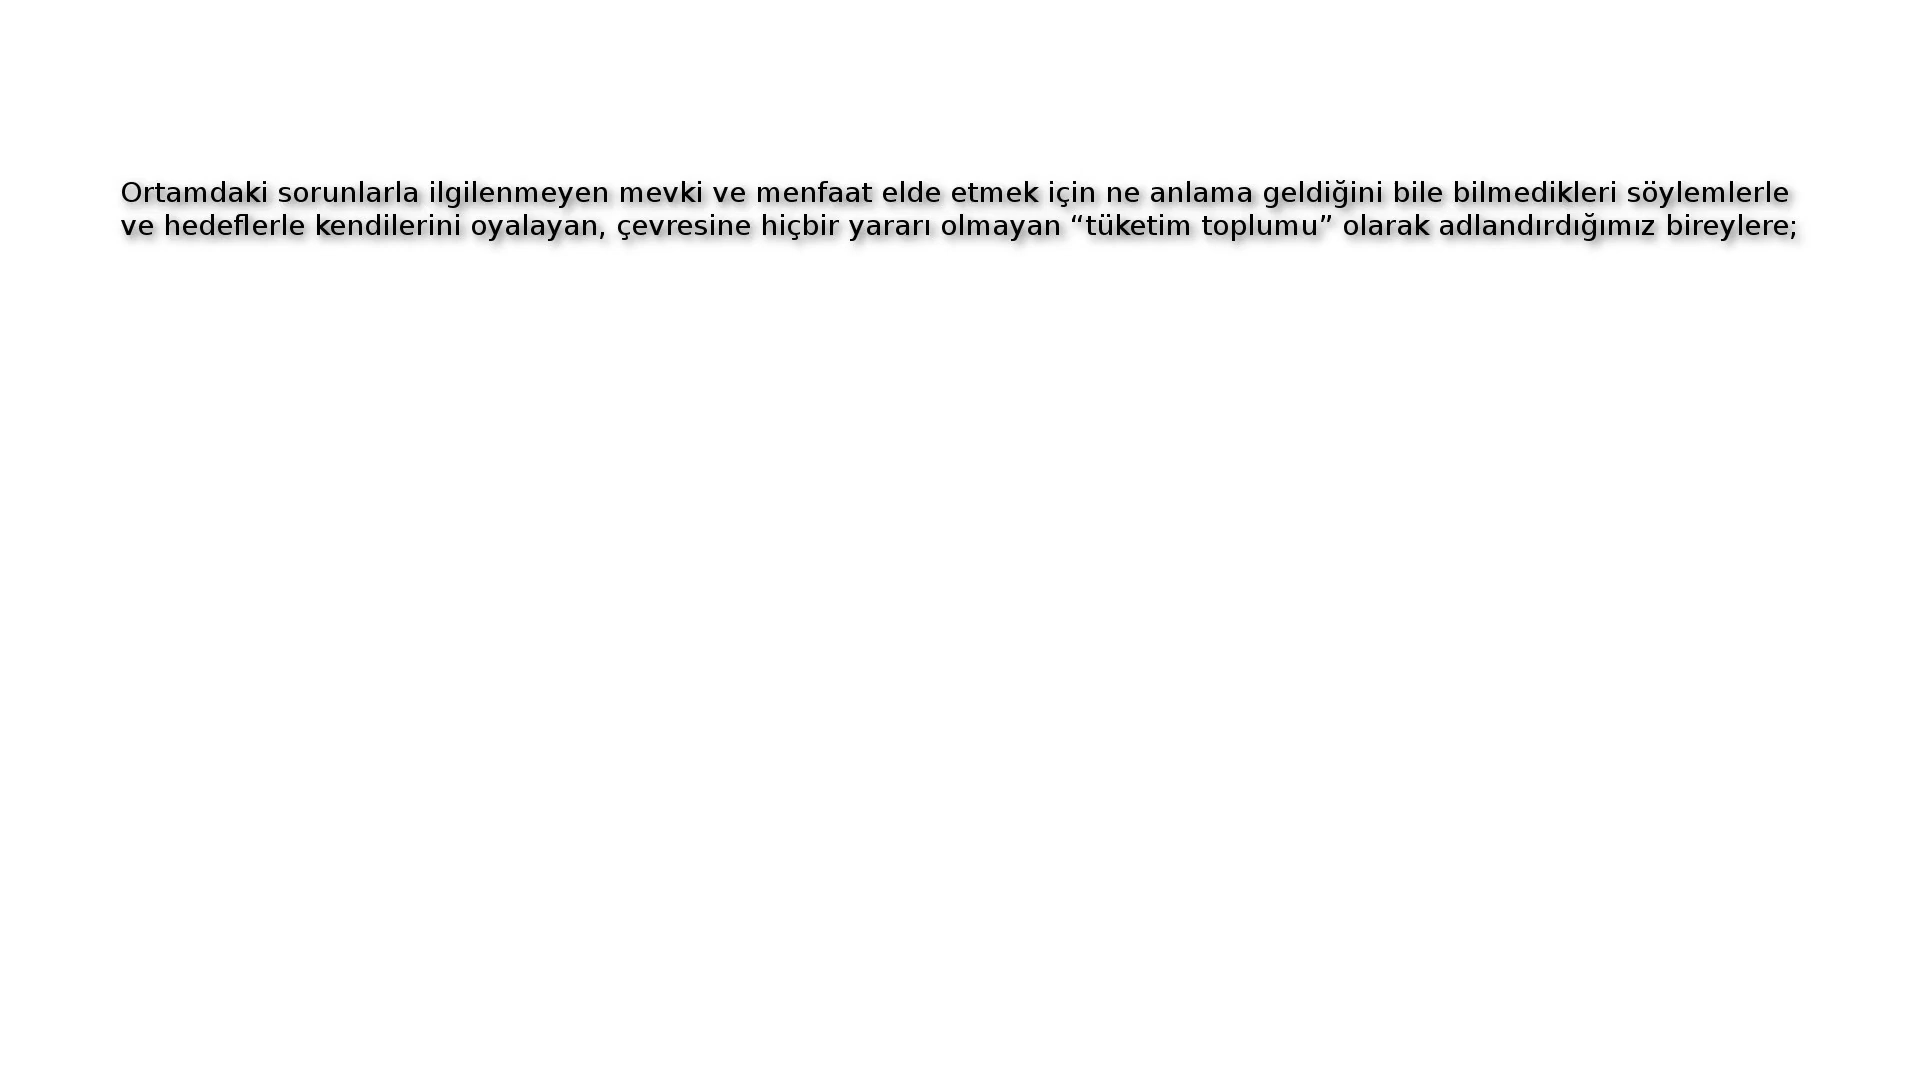 Ortamdaki sorunlarla ilgilenmeyen mevki ve menfaat elde etmek için ne anlama geldiğini bile bilmedikleri söylemlerle
ve hedeflerle kendilerini oyalayan, çevresine hiçbir yararı olmayan “tüketim toplumu” olarak adlandırdığımız bireylere;